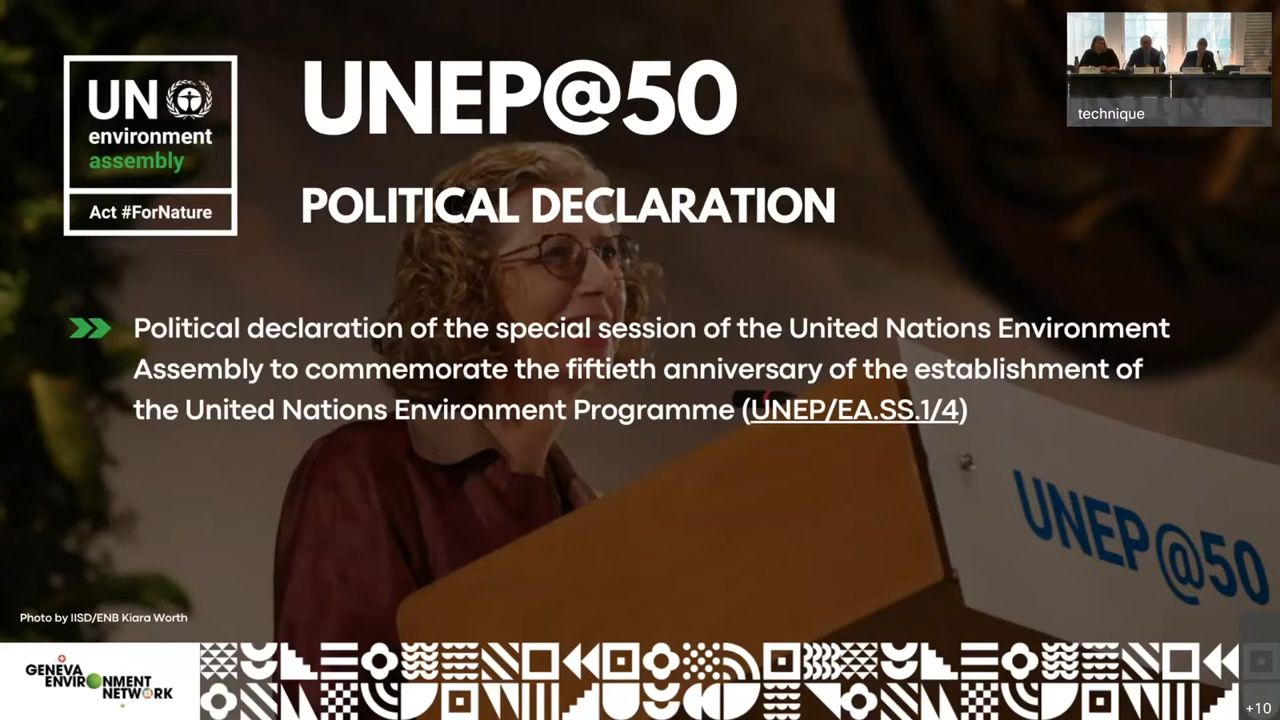 UN
environment
assembly
Act #ForNature
UNEP@50
POLITICAL DECLARATION
technique
Political declaration of the special session of the United Nations Environment
Assembly to commemorate the fiftieth anniversary of the establishment of
the United Nations Environment Programme (UNEP/EA.SS.1/4)
UNEP@50
Photo by IISD/ENB Kiara Worth
GENEVA
ENVIRONMENT
NETWORK
+10